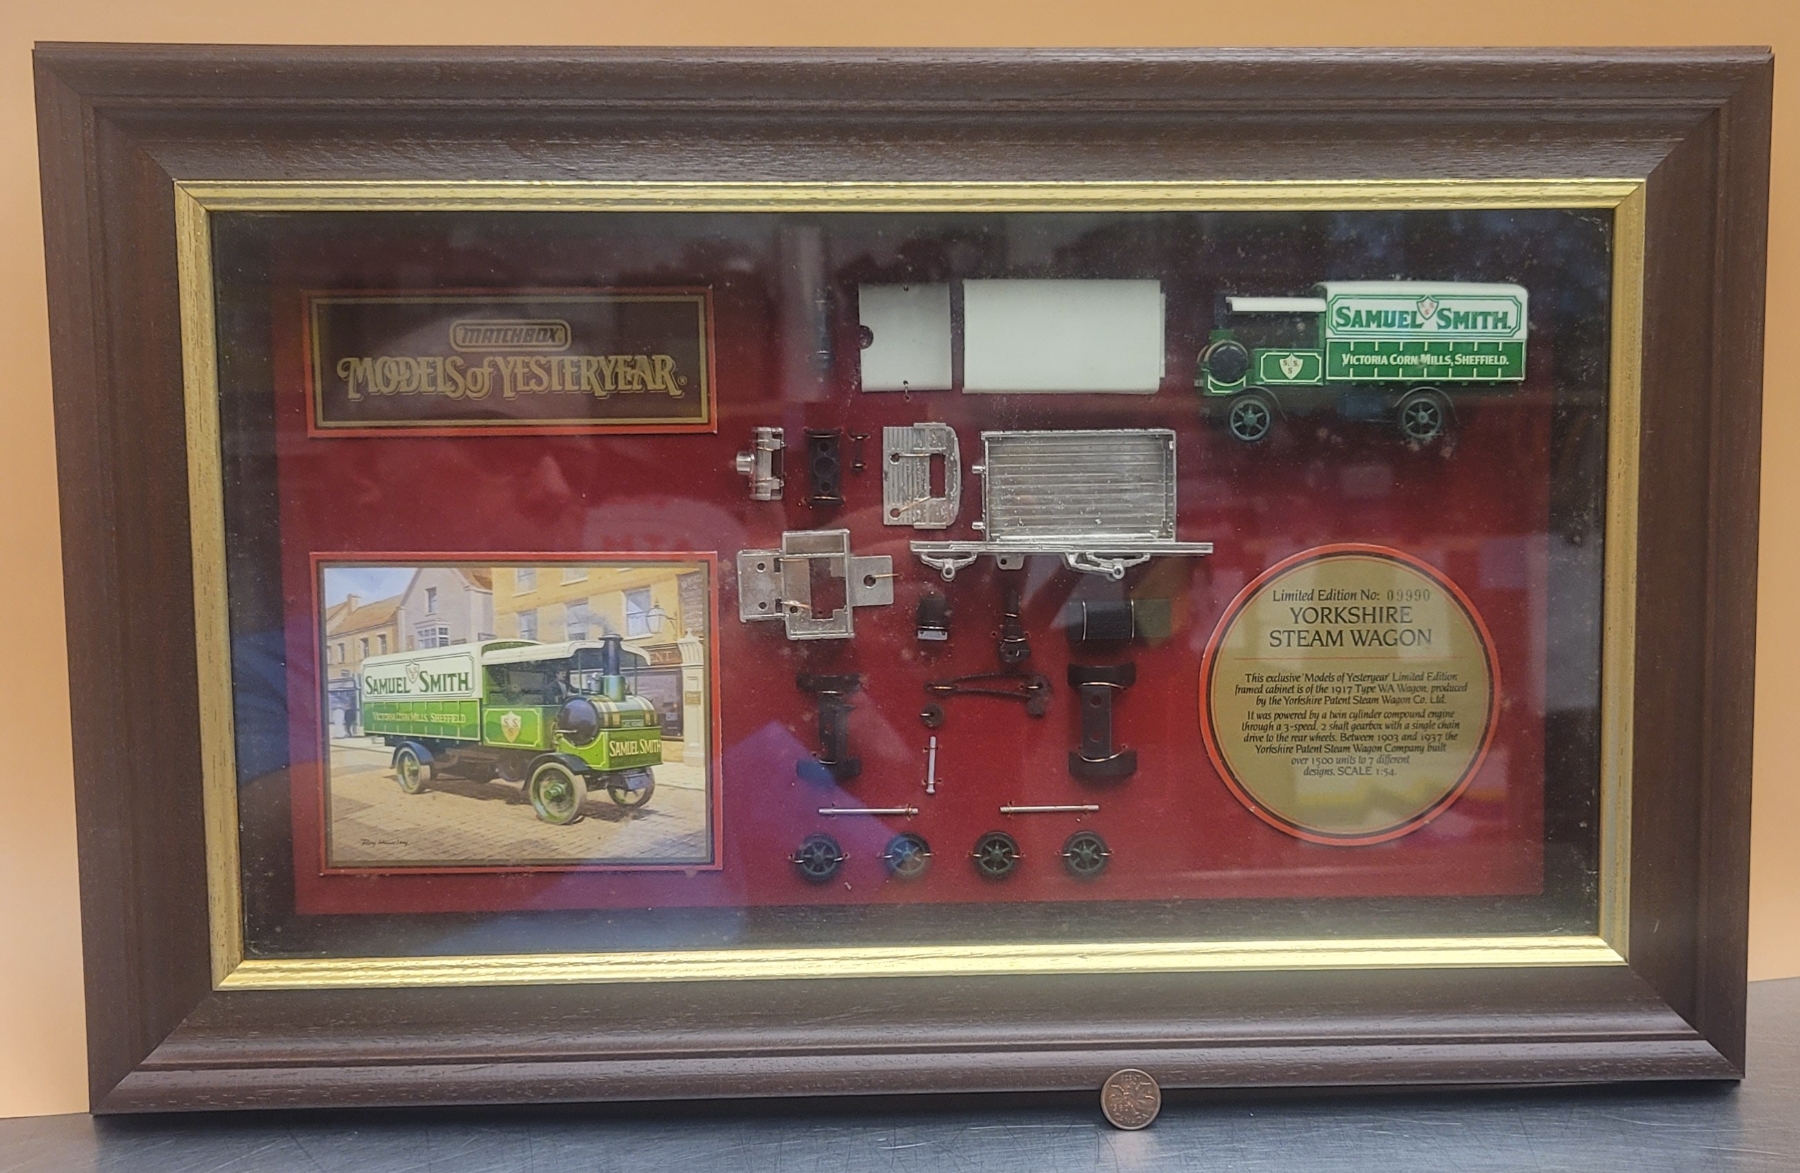 MATCHBOX
MODELS of YESTERYEAR®
SAMUEL SMITH.
VICTORIA CORN MILLS, SHEFFIELD.
S. S.
S
SAMUEL SMITH
VICTORIA CORN MILLS, SHEFFIELD
S S
SAMUEL SMITH
Limited Edition No: 09990
YORKSHIRE
STEAM WAGON
This exclusive 'Models of Yesteryear' Limited Edition
framed cabinet is of the 1917 Type WA Wagon, produced
by the Yorkshire Patent Steam Wagon Co. Ltd.
It was powered by a twin cylinder compound engine
through a 3-speed, 2 shaft gearbox with a single chain
drive to the rear wheels. Between 1903 and 1937 the
Yorkshire Patent Steam Wagon Company built
over 1500 units to 7 different
designs. SCALE 1:54.